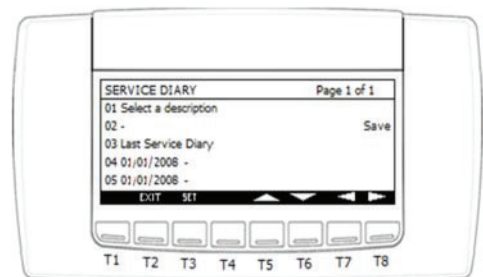 SERVICE DIARY Page 1 of 1
01 Select a description
02 - Save
03 Last Service Diary
04 01/01/2008 -
05 01/01/2008 -
EXIT SET
T1 T2 T3 T4 T5 T6 T7 T8